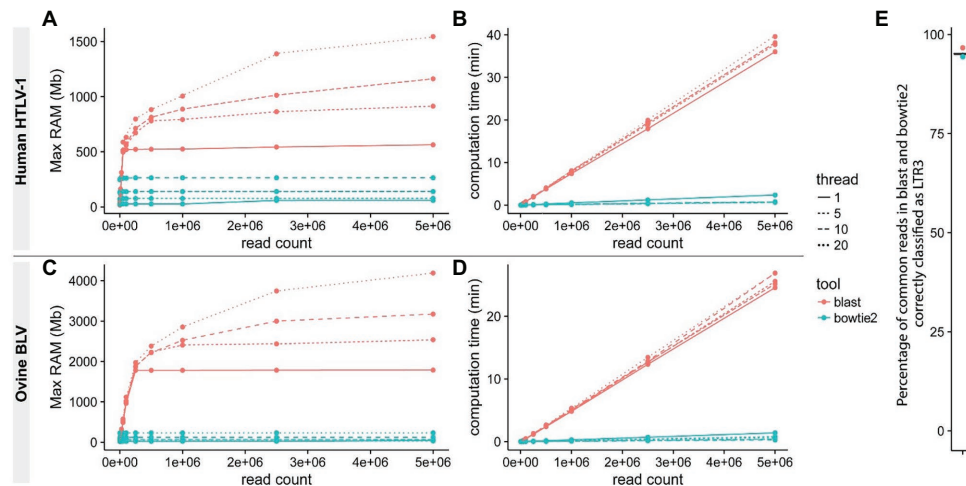 A
B
E
Human HTLV-1
Max RAM (Mb)
1500
1000
500
0
0e+00 1e+06 2e+06 3e+06 4e+06 5e+06
read count
computation time (min)
40
30
20
10
0
0e+00 1e+06 2e+06 3e+06 4e+06 5e+06
read count
thread
1
5
10
20
tool
blast
bowtie2
C
D
Ovine BLV
Max RAM (Mb)
4000
3000
2000
1000
0
0e+00 1e+06 2e+06 3e+06 4e+06 5e+06
read count
computation time (min)
20
10
0
0e+00 1e+06 2e+06 3e+06 4e+06 5e+06
read count
Percentage of common reads in blast and bowtie2
correctly classified as LTR3
100
75
50
25
0